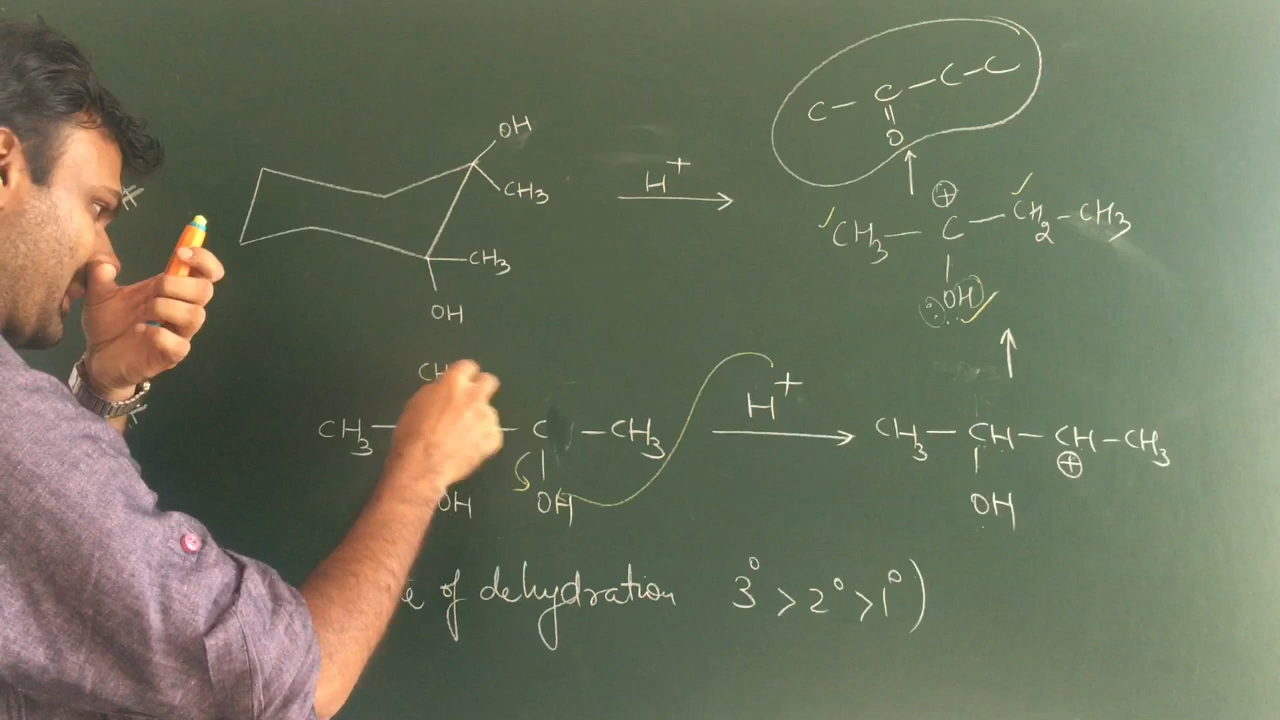 C – C – C – C
O
OH
CH3
H+
CH3 – C – CH2 – CH3
⊕
CH3
OH
:OH
CH
CH3 – C – CH3
H+
CH3 – CH – CH – CH3
⊕
OH OH
OH
of dehydration 3° > 2° > 1°)